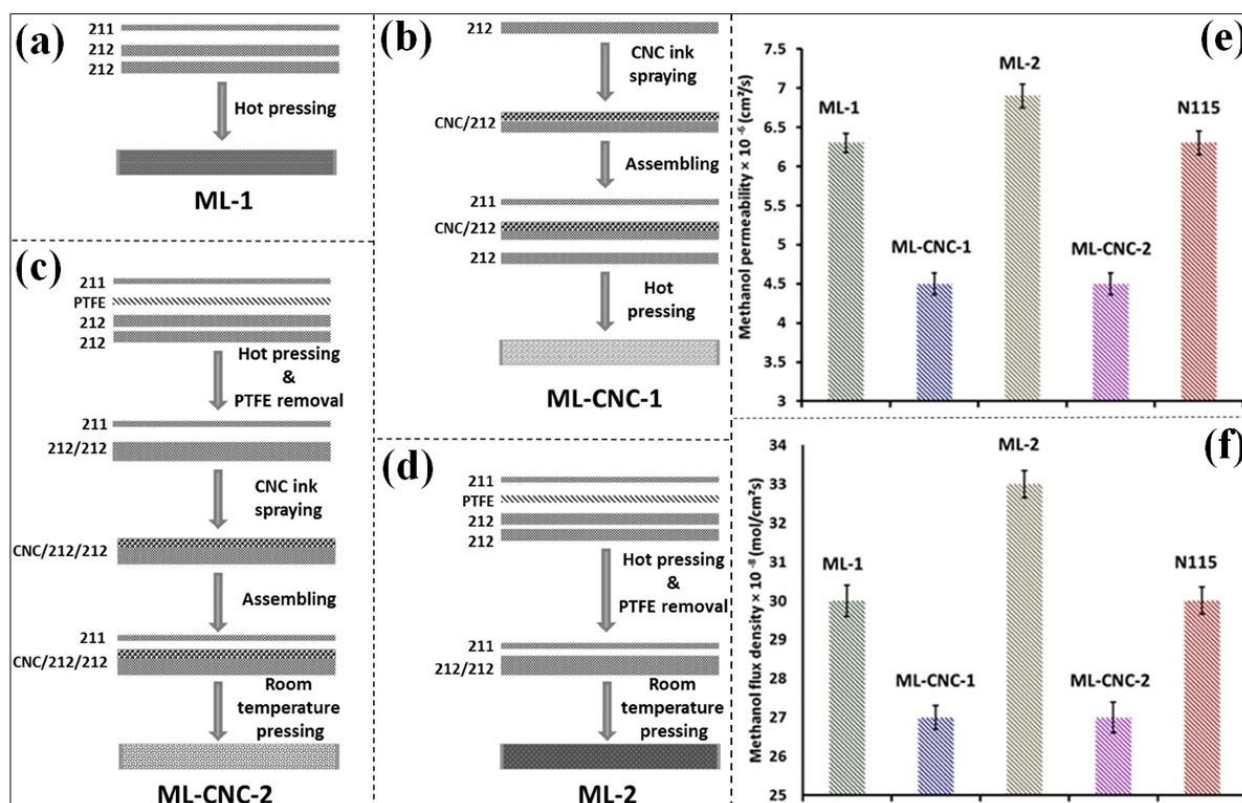 (a)
211
212
212
Hot pressing
ML-1
(b)
212
CNC ink
spraying
CNC/212
Assembling
211
CNC/212
212
Hot
pressing
ML-CNC-1
(c)
211
PTFE
212
212
Hot pressing
&
PTFE removal
211
212/212
CNC ink
spraying
CNC/212/212
Assembling
211
CNC/212/212
Room
temperature
pressing
ML-CNC-2
(d)
211
PTFE
212
212
Hot pressing
&
PTFE removal
211
212/212
Room
temperature
pressing
ML-2
(e)
Methanol permeability × 10 ⁻⁶ (cm²/s)
7.5
7
6.5
6
5.5
5
4.5
4
3.5
3
ML-1
ML-CNC-1
ML-2
ML-CNC-2
N115
(f)
Methanol flux density × 10 ⁻⁸ (mol/cm²s)
34
33
32
31
30
29
28
27
26
25
ML-1
ML-CNC-1
ML-2
ML-CNC-2
N115